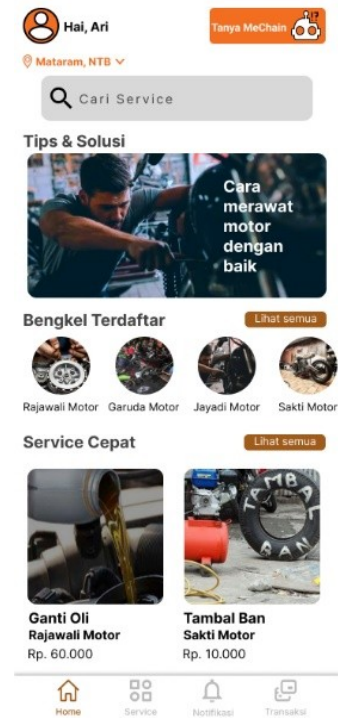 Hai, Ari
Tanya MeChain
Mataram, NTB
Cari Service
Tips & Solusi
Cara
merawat
motor
dengan
baik
Bengkel Terdaftar
Lihat semua
Rajawali Motor
Garuda Motor
Jayadi Motor
Sakti Motor
Service Cepat
Lihat semua
TAMBAL
BAN
Ganti Oli
Rajawali Motor
Rp. 60.000
Tambal Ban
Sakti Motor
Rp. 10.000
Home
Service
Notifikasi
Transaksi